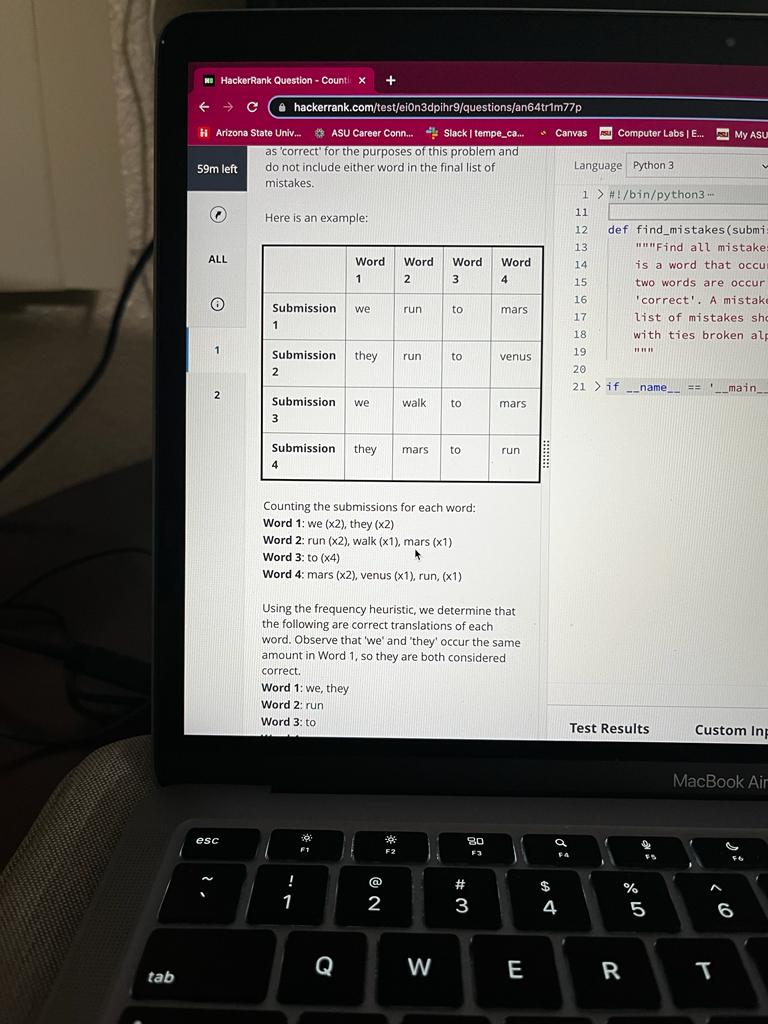 HackerRank Question - Counti
hackerrank.com/test/ei0n3dpihr9/questions/an64tr1m77p
Arizona State Univ... ASU Career Conn... Slack | tempe_ca... Canvas Computer Labs | E... My ASU
59m left
ALL
1
2
as 'correct' for the purposes of this problem and
do not include either word in the final list of
mistakes.
Here is an example:
Word 1 Word 2 Word 3 Word 4
Submission 1 we run to mars
Submission 2 they run to venus
Submission 3 we walk to mars
Submission 4 they mars to run
Counting the submissions for each word:
Word 1: we (x2), they (x2)
Word 2: run (x2), walk (x1), mars (x1)
Word 3: to (x4)
Word 4: mars (x2), venus (x1), run, (x1)
Using the frequency heuristic, we determine that
the following are correct translations of each
word. Observe that 'we' and 'they' occur the same
amount in Word 1, so they are both considered
correct.
Word 1: we, they
Word 2: run
Word 3: to
Language Python 3
1 #!/bin/python3
11
12 def find_mistakes(submi
13 """Find all mistake
14 is a word that occu
15 two words are occur
16 'correct'. A mistak
17 list of mistakes sh
18 with ties broken alp
19 """
20
21 if __name__ == '__main_
Test Results Custom Inp
MacBook Air
esc F1 F2 F3 F4 F5 F6
~ ` ! 1 @ 2 # 3 $ 4 % 5 ^ 6
tab Q W E R T